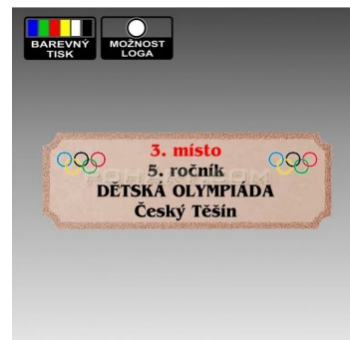 BAREVNÝ
TISK
MOŽNOST
LOGA
3. místo
5. ročník
DĚTSKÁ OLYMPIÁDA
Český Těšín